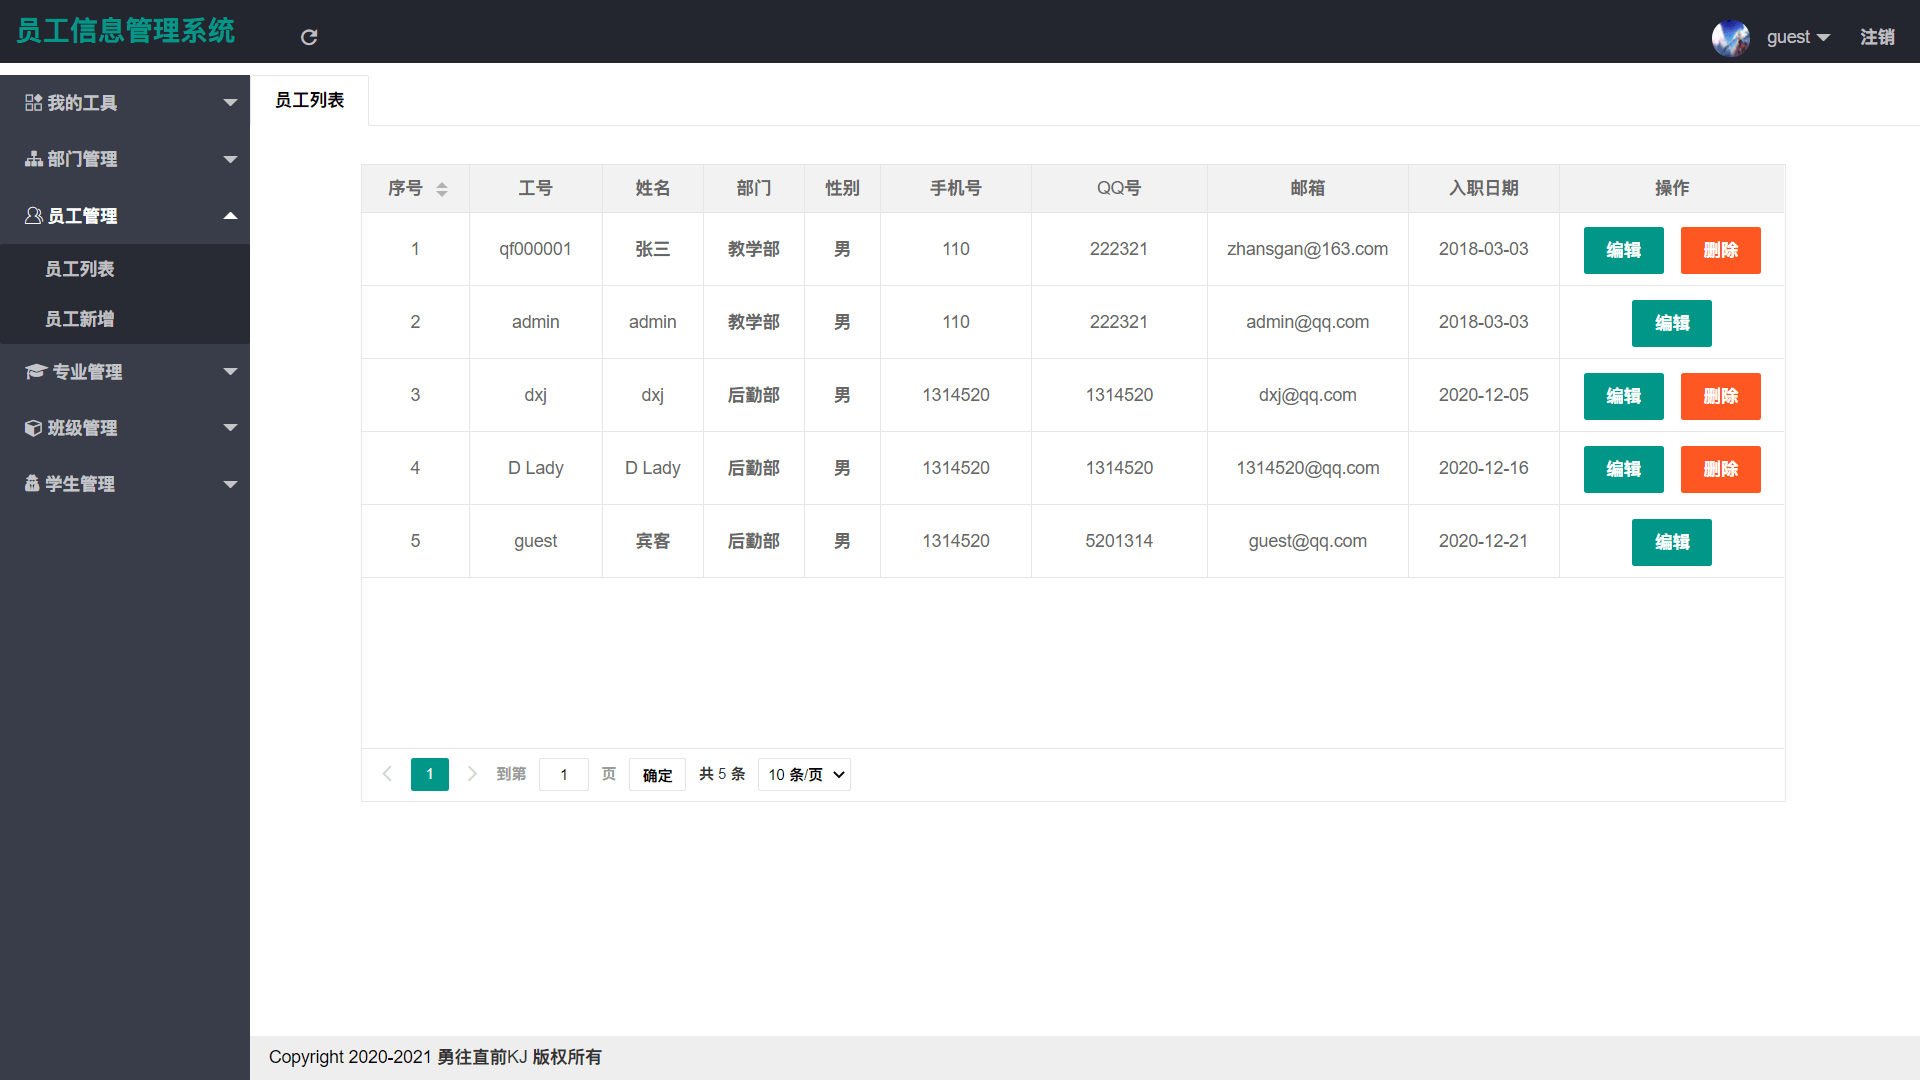 员工信息管理系统
guest
注销
我的工具
部门管理
员工管理
员工列表
员工新增
专业管理
班级管理
学生管理
员工列表
序号 工号 姓名 部门 性别 手机号 QQ号 邮箱 入职日期 操作
1 qf000001 张三 教学部 男 110 222321 zhansgan@163.com 2018-03-03 编辑 删除
2 admin admin 教学部 男 110 222321 admin@qq.com 2018-03-03 编辑
3 dxj dxj 后勤部 男 1314520 1314520 dxj@qq.com 2020-12-05 编辑 删除
4 D Lady D Lady 后勤部 男 1314520 1314520 1314520@qq.com 2020-12-16 编辑 删除
5 guest 宾客 后勤部 男 1314520 5201314 guest@qq.com 2020-12-21 编辑
1 到第 1 页 确定 共 5 条 10 条/页
Copyright 2020-2021 勇往直前KJ 版权所有